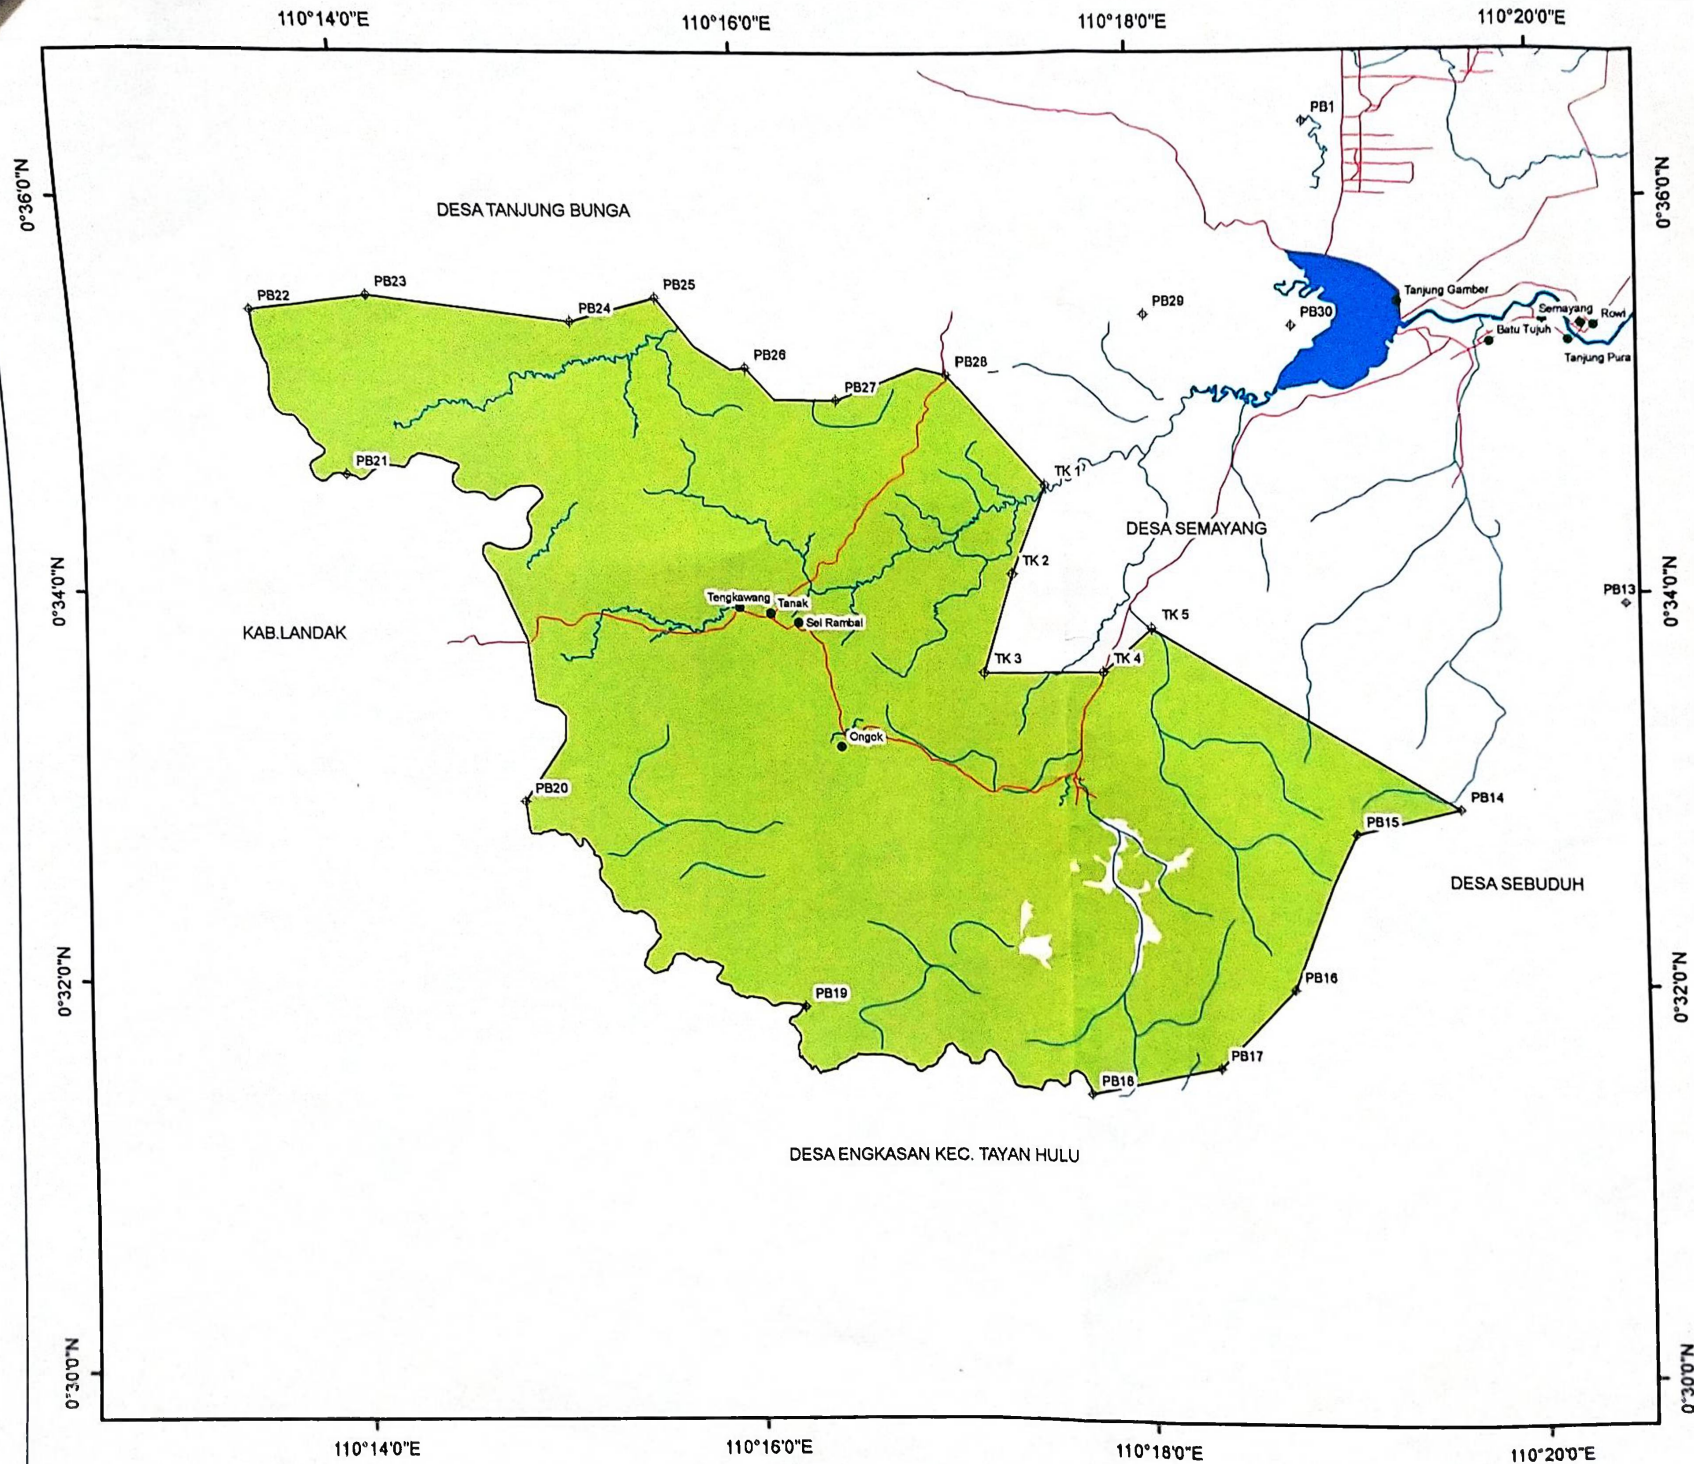 110°14'0"E
110°16'0"E
110°18'0"E
110°20'0"E
PB1
0°36'0"N
0°36'0"N
DESA TANJUNG BUNGA
PB22
PB23
PB24
PB25
PB29
PB30
Tanjung Gamber
Semayang
Rowi
Batu Tujuh
Tanjung Pura
PB26
PB27
PB28
PB21
TK 1
DESA SEMAYANG
TK 2
0°34'0"N
0°34'0"N
PB13
Tengkawang
Tanak
Sei Rambai
TK 5
KAB.LANDAK
TK 3
TK 4
Ongok
PB20
PB14
PB15
DESA SEBUDUH
0°32'0"N
0°32'0"N
PB16
PB19
PB17
PB18
DESA ENGKASAN KEC. TAYAN HULU
0°30'0"N
0°30'0"N
110°14'0"E
110°16'0"E
110°18'0"E
110°20'0"E